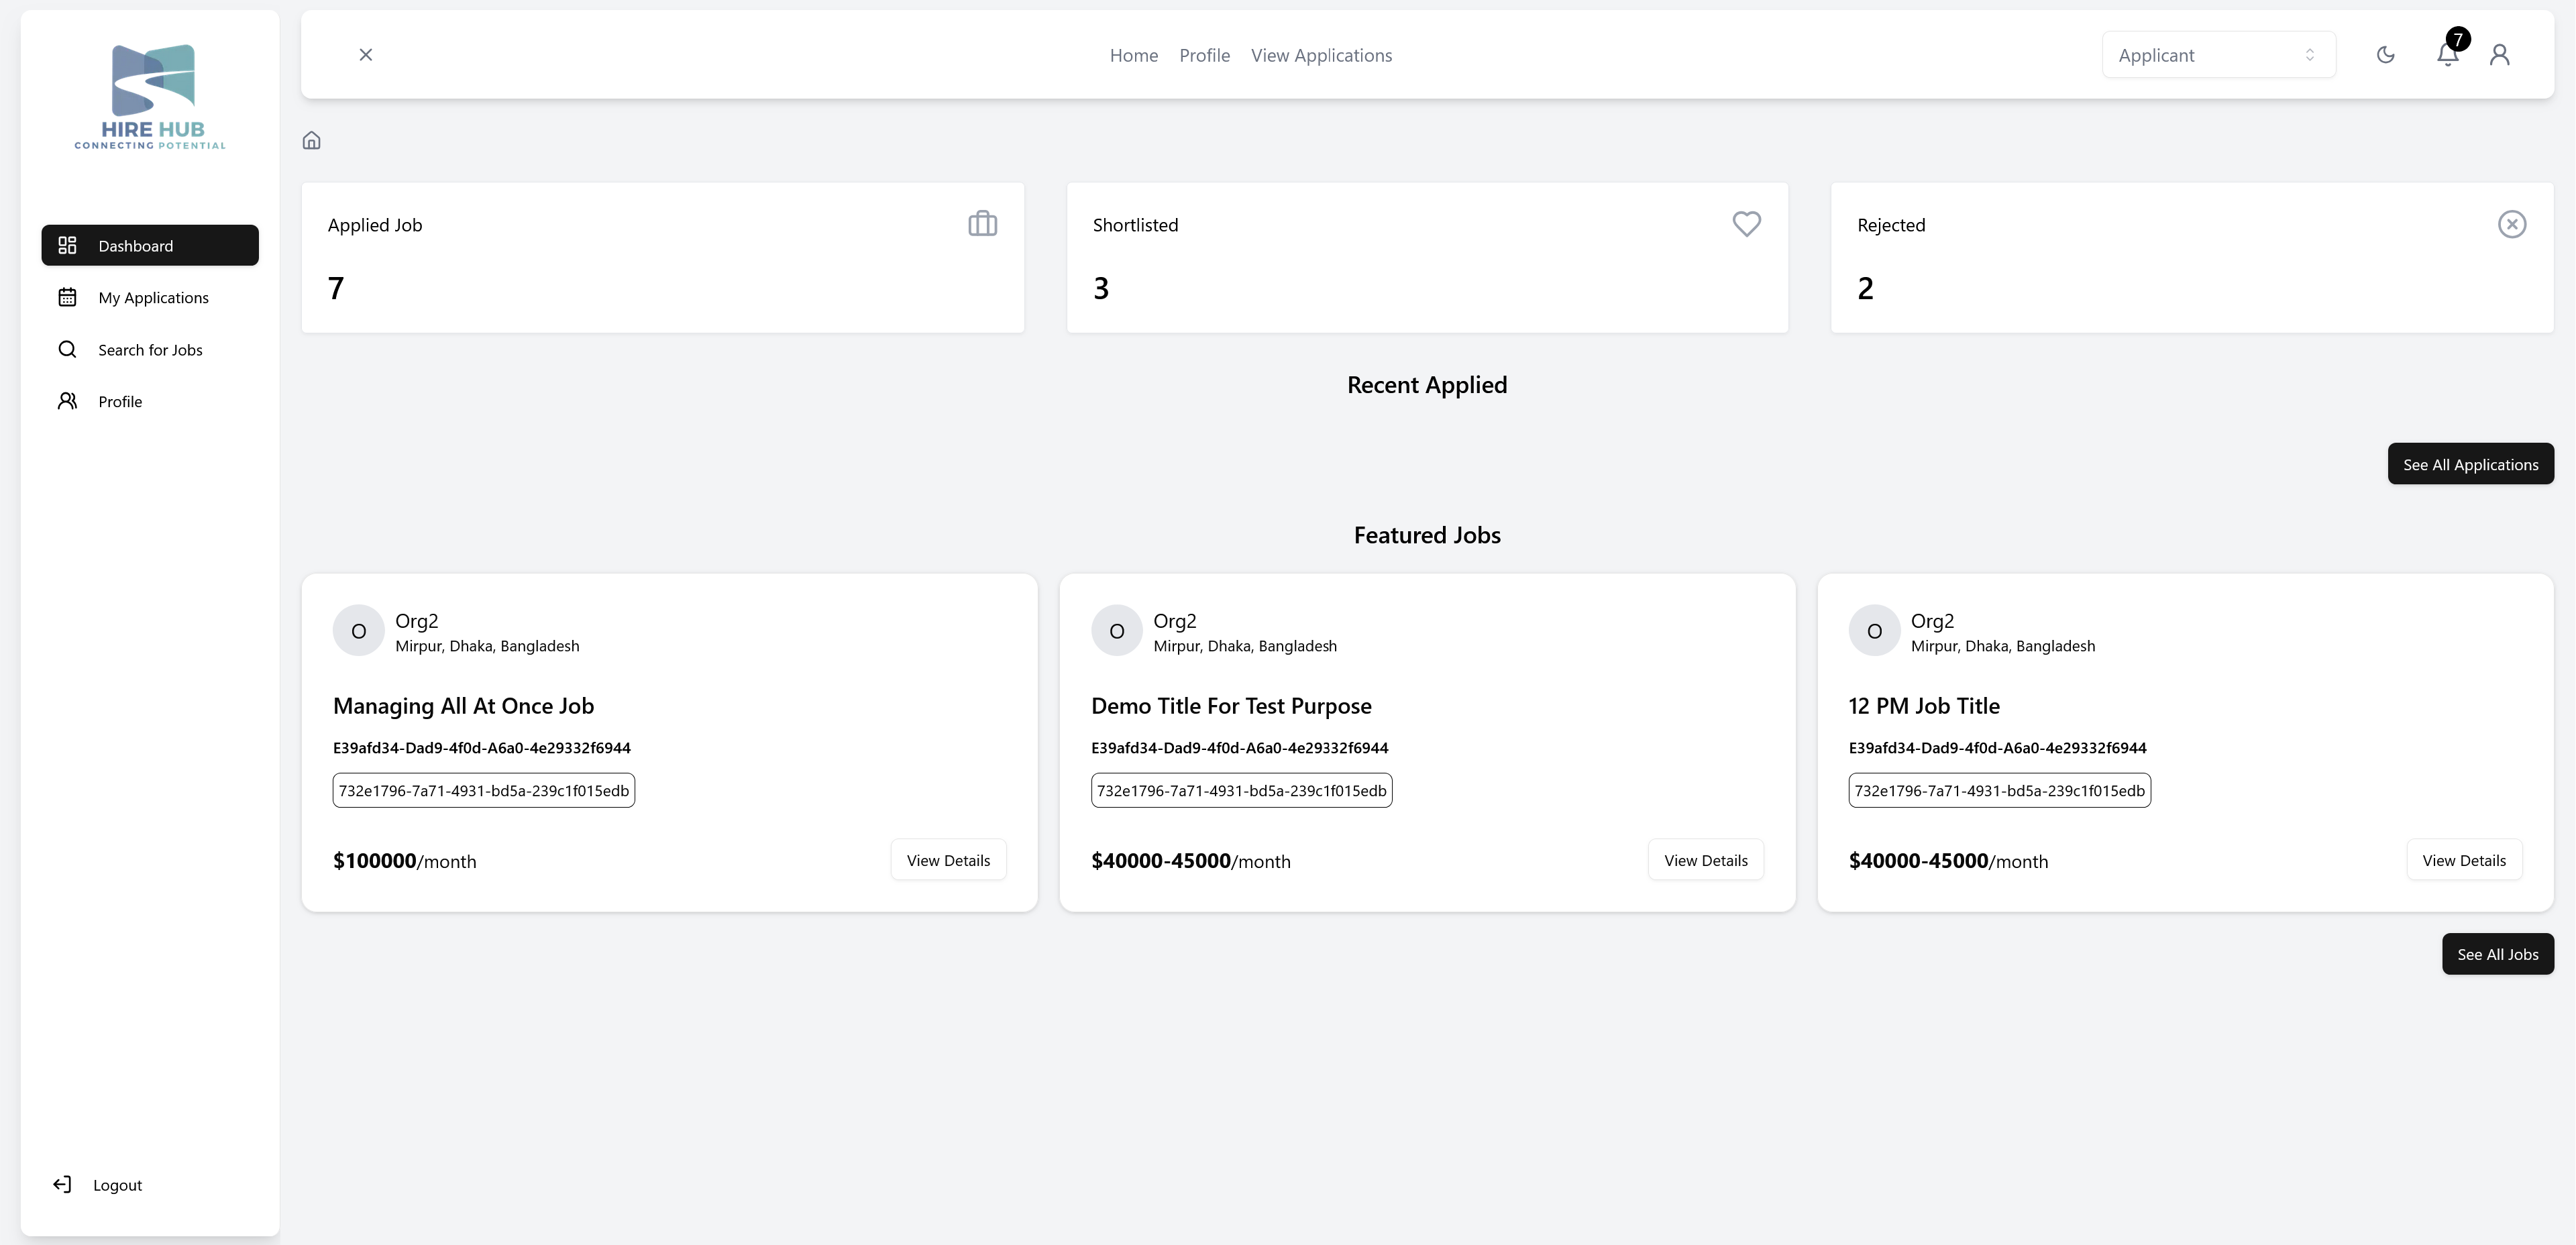 HIRE HUB
CONNECTING POTENTIAL
Dashboard
My Applications
Search for Jobs
Profile
Logout
Home Profile View Applications
Applicant
7
Applied Job
7
Shortlisted
3
Rejected
2
Recent Applied
See All Applications
Featured Jobs
O
Org2
Mirpur, Dhaka, Bangladesh
Managing All At Once Job
E39afd34-Dad9-4f0d-A6a0-4e29332f6944
732e1796-7a71-4931-bd5a-239c1f015edb
$100000/month
View Details
O
Org2
Mirpur, Dhaka, Bangladesh
Demo Title For Test Purpose
E39afd34-Dad9-4f0d-A6a0-4e29332f6944
732e1796-7a71-4931-bd5a-239c1f015edb
$40000-45000/month
View Details
O
Org2
Mirpur, Dhaka, Bangladesh
12 PM Job Title
E39afd34-Dad9-4f0d-A6a0-4e29332f6944
732e1796-7a71-4931-bd5a-239c1f015edb
$40000-45000/month
View Details
See All Jobs